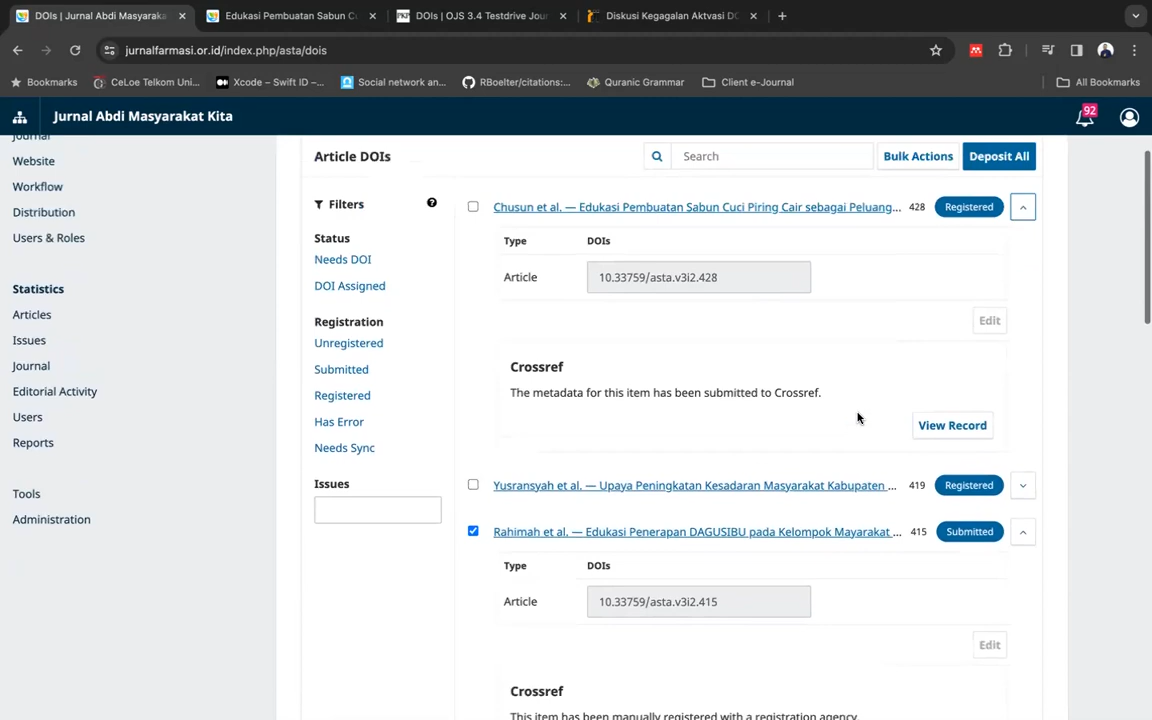 DOIs | Jurnal Abdi Masyaraka
Edukasi Pembuatan Sabun Cu
PKP DOIs | OJS 3.4 Testdrive Jour
Diskusi Kegagalan Aktvasi DO
jurnalfarmasi.or.id/index.php/asta/dois
Bookmarks
CeLoe Telkom Uni...
Xcode – Swift ID –...
Social network an...
RBoelter/citations:...
Quranic Grammar
Client e-Journal
All Bookmarks
Jurnal Abdi Masyarakat Kita
92
Journal
Website
Workflow
Distribution
Users & Roles
Statistics
Articles
Issues
Journal
Editorial Activity
Users
Reports
Tools
Administration
Article DOIs
Search
Bulk Actions
Deposit All
Filters
Status
Needs DOI
DOI Assigned
Registration
Unregistered
Submitted
Registered
Has Error
Needs Sync
Issues
Chusun et al. — Edukasi Pembuatan Sabun Cuci Piring Cair sebagai Peluang... 428 Registered
Type DOIs
Article 10.33759/asta.v3i2.428
Edit
Crossref
The metadata for this item has been submitted to Crossref.
View Record
Yusransyah et al. — Upaya Peningkatan Kesadaran Masyarakat Kabupaten ... 419 Registered
Rahimah et al. — Edukasi Penerapan DAGUSIBU pada Kelompok Mayarakat ... 415 Submitted
Type DOIs
Article 10.33759/asta.v3i2.415
Edit
Crossref
This item has been manually registered with a registration agency.